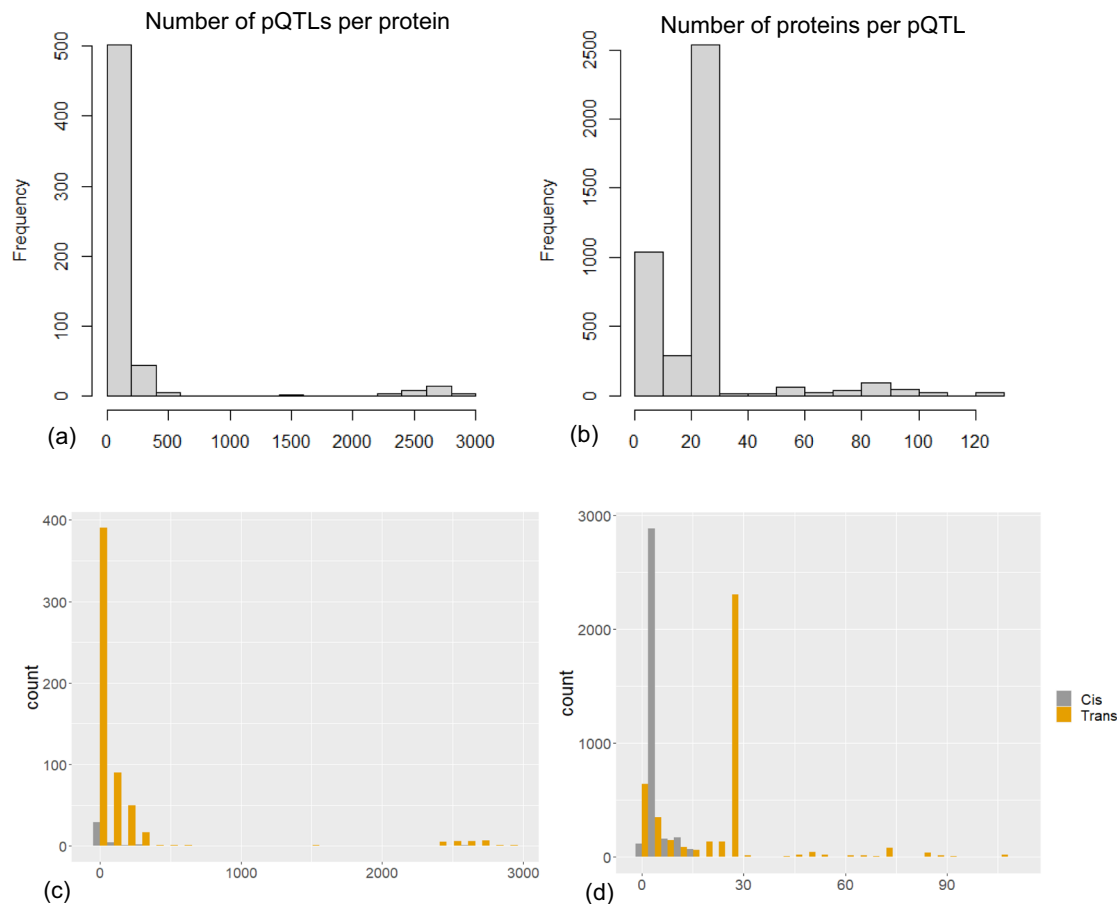 Number of pQTLs per protein
Frequency
500
400
300
200
100
0
0 500 1000 1500 2000 2500 3000
(a)
Number of proteins per pQTL
Frequency
2500
2000
1500
1000
500
0
0 20 40 60 80 100 120
(b)
count
400
300
200
100
0
0 1000 2000 3000
(c)
count
3000
2000
1000
0
0 30 60 90
(d)
Cis
Trans